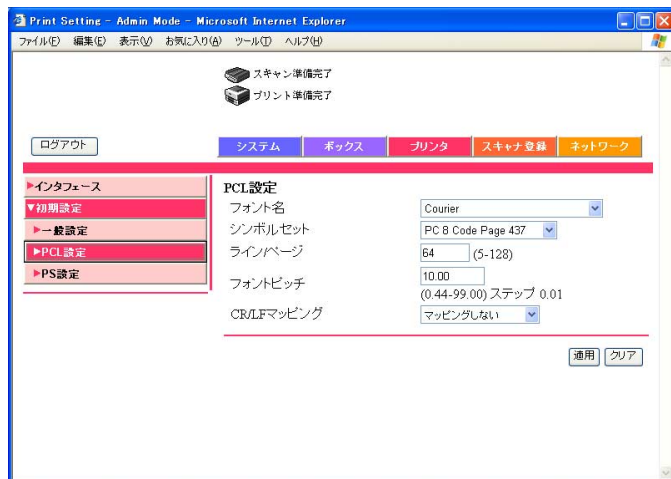 Print Setting - Admin Mode - Microsoft Internet Explorer
ファイル(F) 編集(E) 表示(V) お気に入り(A) ツール(T) ヘルプ(H)
スキャン準備完了
プリント準備完了
ログアウト
システム ボックス プリンタ スキャナ登録 ネットワーク
▶インタフェース
▼初期設定
▶一般設定
▶PCL設定
▶PS設定
PCL設定
フォント名 Courier
シンボルセット PC 8 Code Page 437
ライン/ページ 64 (5-128)
フォントピッチ 10.00
(0.44-99.00) ステップ 0.01
CR/LFマッピング マッピングしない
適用 クリア